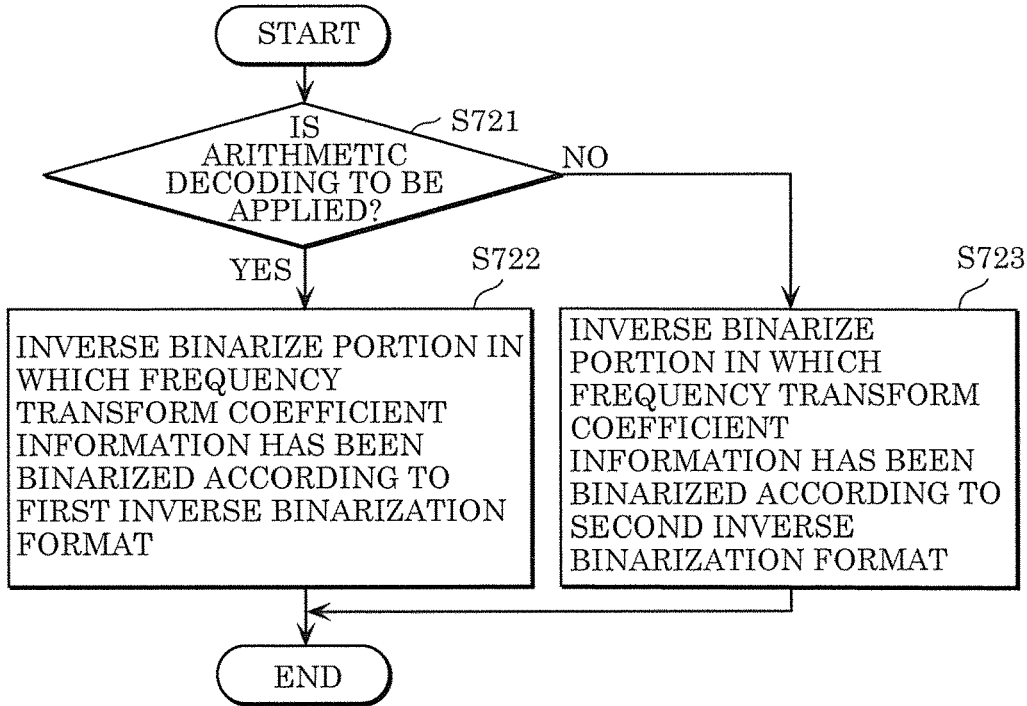 START
IS
ARITHMETIC
DECODING TO BE
APPLIED?
S721
NO
YES
S722
INVERSE BINARIZE PORTION IN
WHICH FREQUENCY
TRANSFORM COEFFICIENT
INFORMATION HAS BEEN
BINARIZED ACCORDING TO
FIRST INVERSE BINARIZATION
FORMAT
S723
INVERSE BINARIZE
PORTION IN WHICH
FREQUENCY TRANSFORM
COEFFICIENT
INFORMATION HAS BEEN
BINARIZED ACCORDING TO
SECOND INVERSE
BINARIZATION FORMAT
END